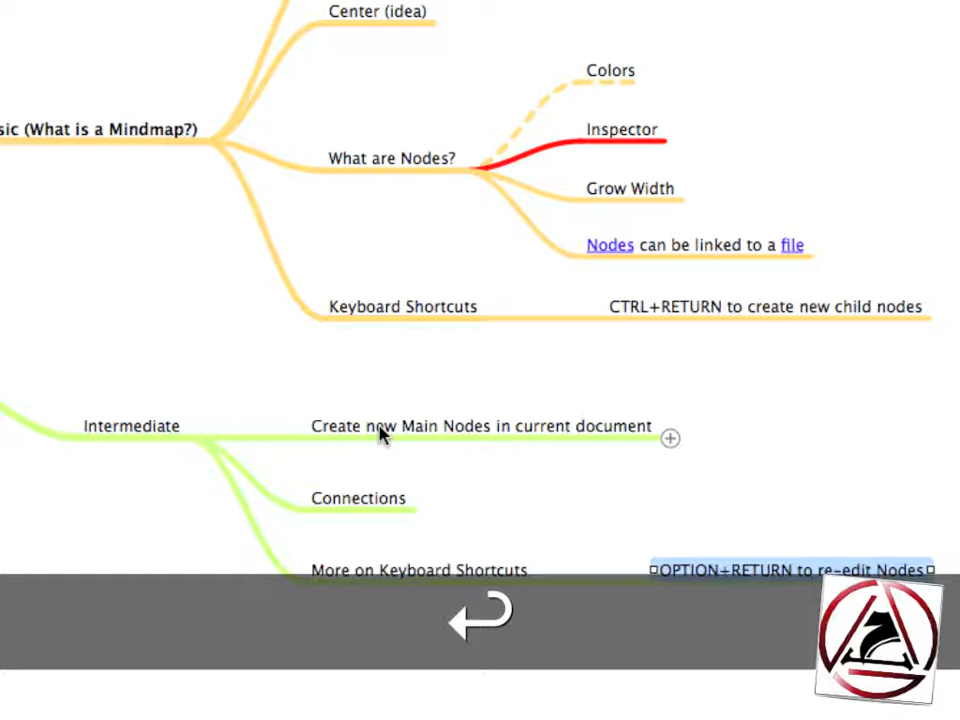 Center (idea)
Colors
sic (What is a Mindmap?)
Inspector
What are Nodes?
Grow Width
Nodes can be linked to a file
Keyboard Shortcuts
CTRL+RETURN to create new child nodes
Intermediate
Create new Main Nodes in current document
Connections
More on Keyboard Shortcuts
OPTION+RETURN to re-edit Nodes